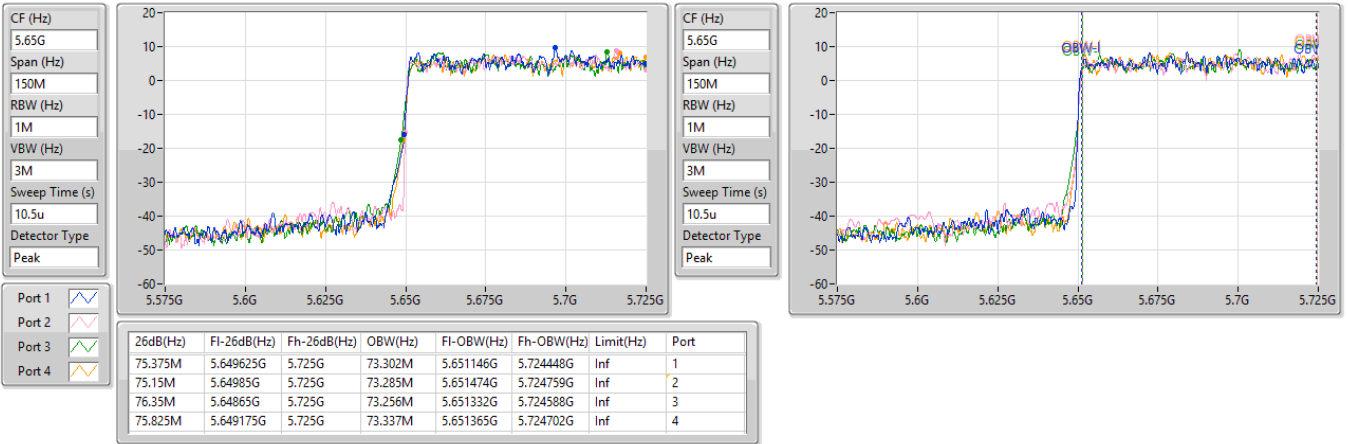 CF (Hz)
5.65G
Span (Hz)
150M
RBW (Hz)
1M
VBW (Hz)
3M
Sweep Time (s)
10.5u
Detector Type
Peak
20
10
0
-10
-20
-30
-40
-50
-60
5.575G 5.6G 5.625G 5.65G 5.675G 5.7G 5.725G
CF (Hz)
5.65G
Span (Hz)
150M
RBW (Hz)
1M
VBW (Hz)
3M
Sweep Time (s)
10.5u
Detector Type
Peak
20
10
0
-10
-20
-30
-40
-50
-60
OBW-l
OBV
5.575G 5.6G 5.625G 5.65G 5.675G 5.7G 5.725G
Port 1
Port 2
Port 3
Port 4
26dB(Hz) Fl-26dB(Hz) Fh-26dB(Hz) OBW(Hz) Fl-OBW(Hz) Fh-OBW(Hz) Limit(Hz) Port
75.375M 5.649625G 5.725G 73.302M 5.651146G 5.724448G Inf 1
75.15M 5.64985G 5.725G 73.285M 5.651474G 5.724759G Inf 2
76.35M 5.64865G 5.725G 73.256M 5.651332G 5.724588G Inf 3
75.825M 5.649175G 5.725G 73.337M 5.651365G 5.724702G Inf 4